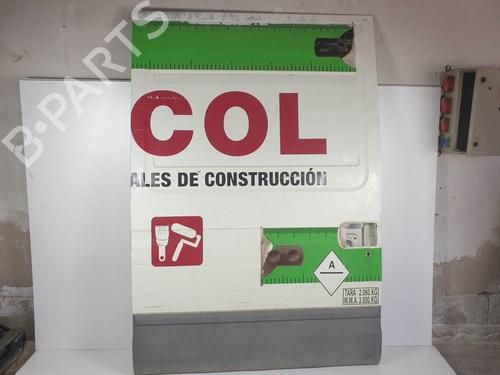 B-PARTS
COL
ALES DE CONSTRUCCIÓN
A
TARA 2.060.KG
M.M.A. 3.500.KG